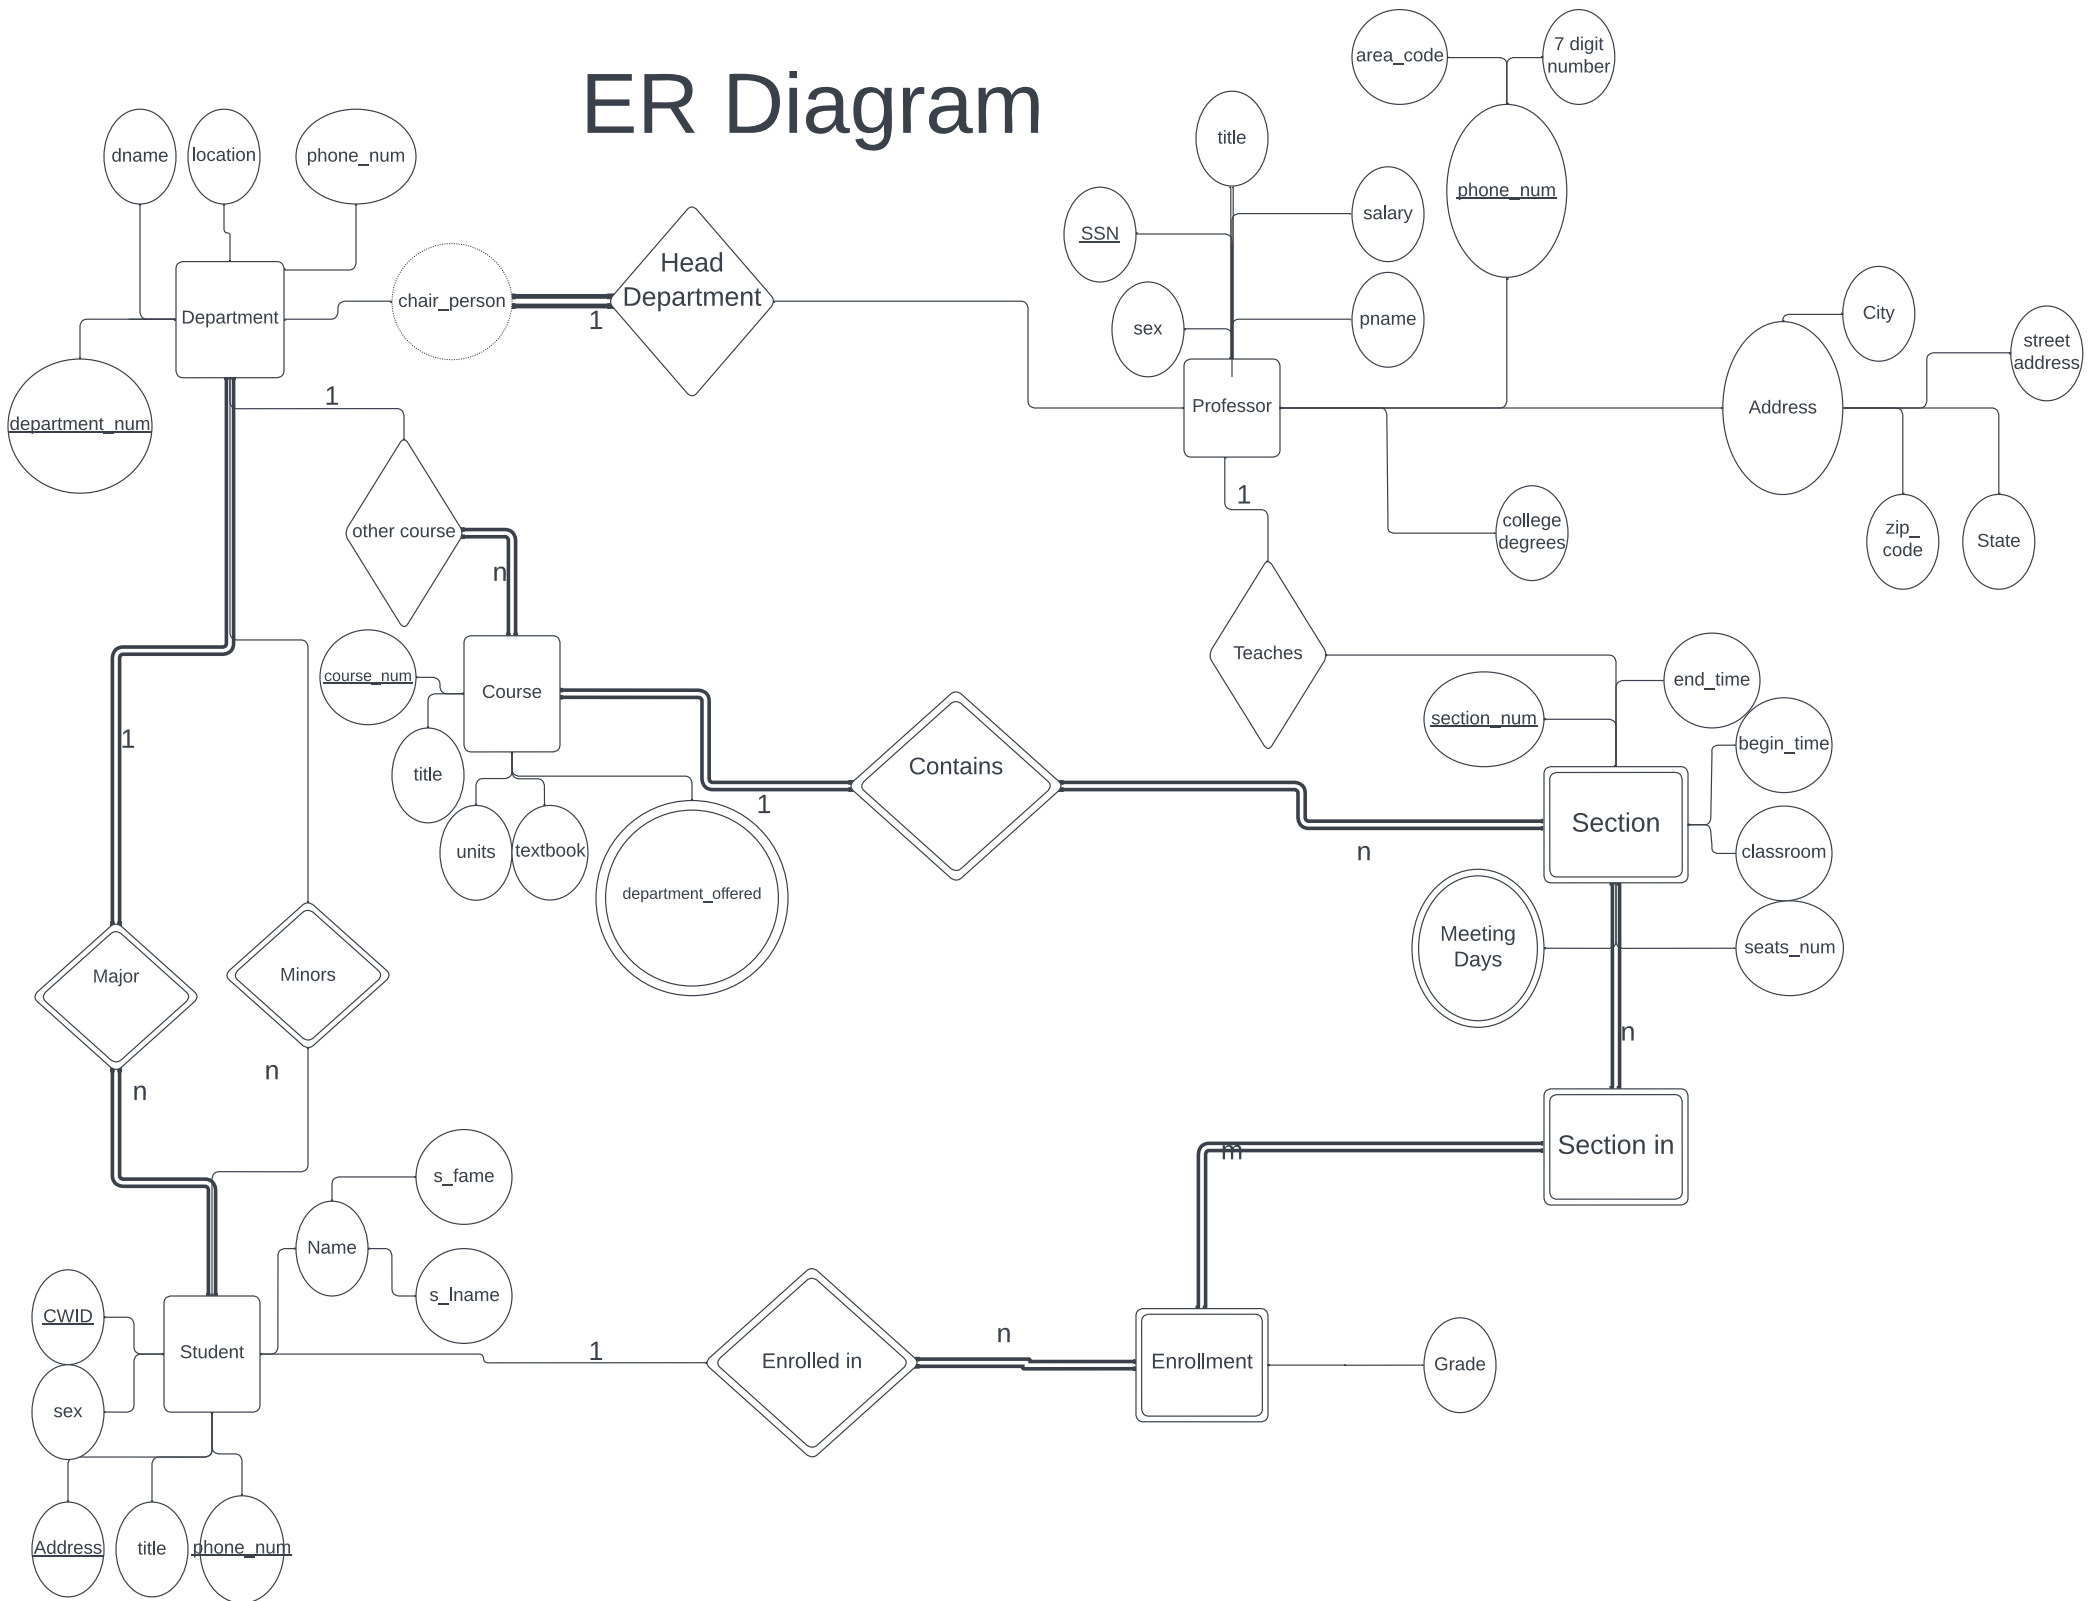 ER Diagram
area_code
7 digit
number
title
dname
location
phone_num
phone_num
salary
SSN
Head
Department
chair_person
1
Department
sex
pname
City
street
address
Professor
Address
department_num
1
1
college
degrees
zip_
code
State
other course
n
Teaches
end_time
course_num
Course
section_num
begin_time
1
title
Contains
1
Section
units
textbook
n
classroom
department_offered
Meeting
Days
seats_num
Major
Minors
n
n
n
m
Section in
s_fame
Name
s_lname
CWID
Student
1
Enrolled in
n
Enrollment
Grade
sex
Address
title
phone_num